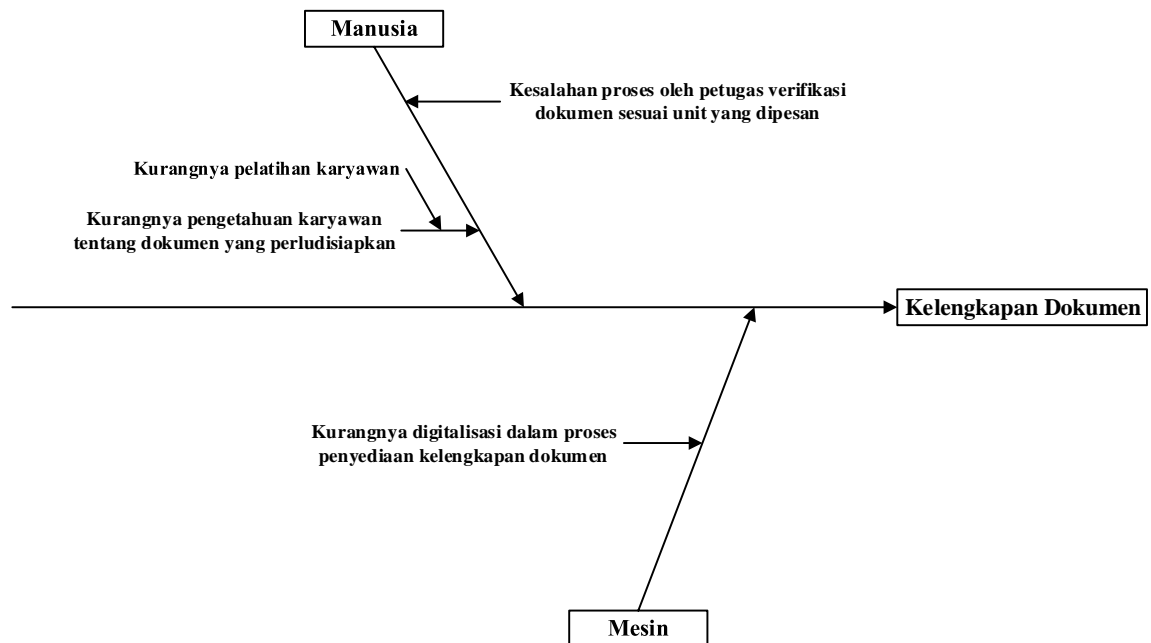 Manusia
Kesalahan proses oleh petugas verifikasi
dokumen sesuai unit yang dipesan
Kurangnya pelatihan karyawan
Kurangnya pengetahuan karyawan
tentang dokumen yang perludisiapkan
Kelengkapan Dokumen
Kurangnya digitalisasi dalam proses
penyediaan kelengkapan dokumen
Mesin